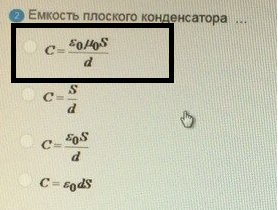 2 Емкость плоского конденсатора ...
C = ε₀μ₀S / d
C = S / d
C = ε₀S / d
C = ε₀dS